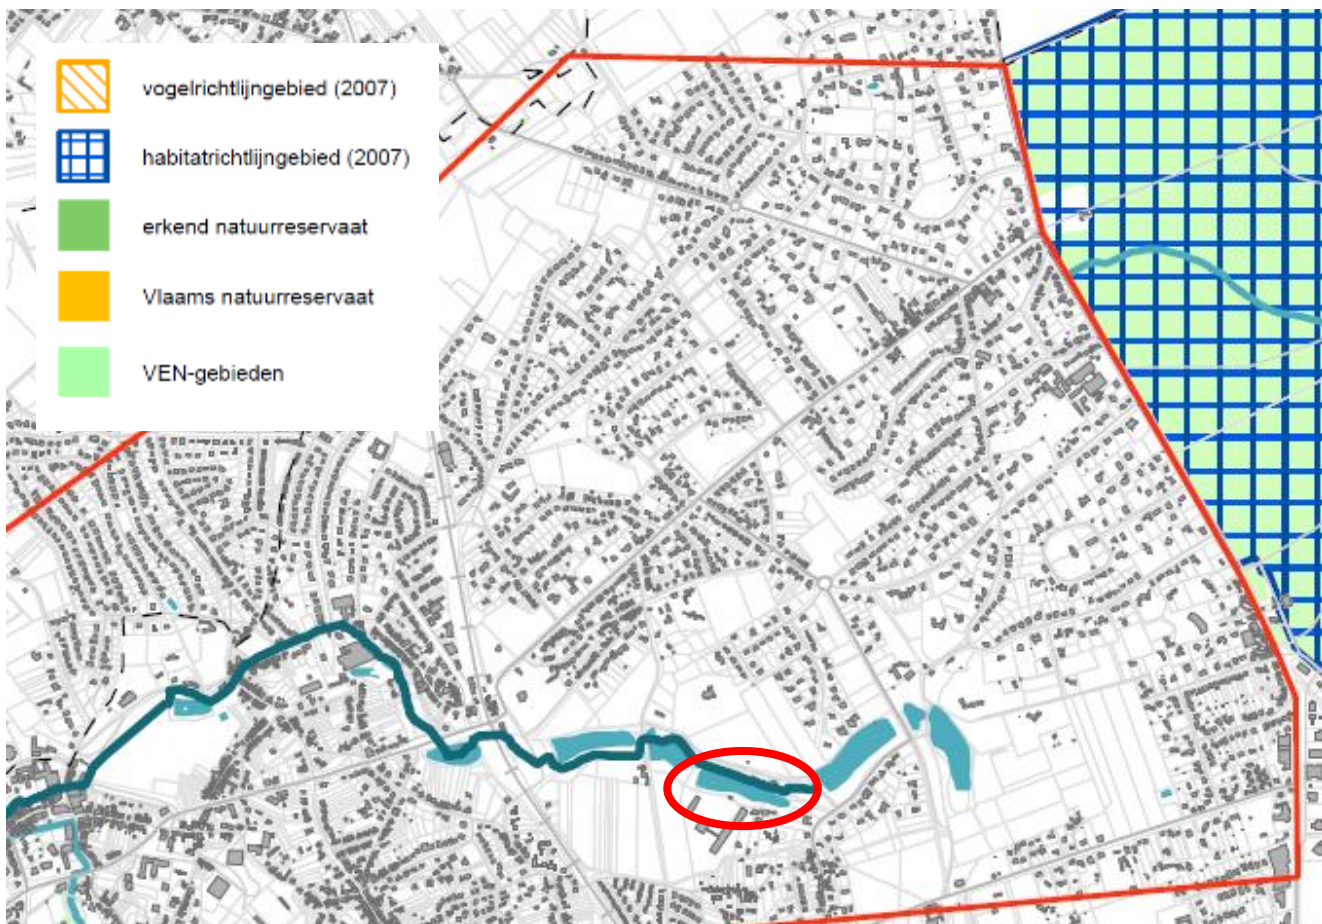 vogelrichtlijngebied (2007)
habitatrichtlijngebied (2007)
erkend natuurreservaat
Vlaams natuurreservaat
VEN-gebieden